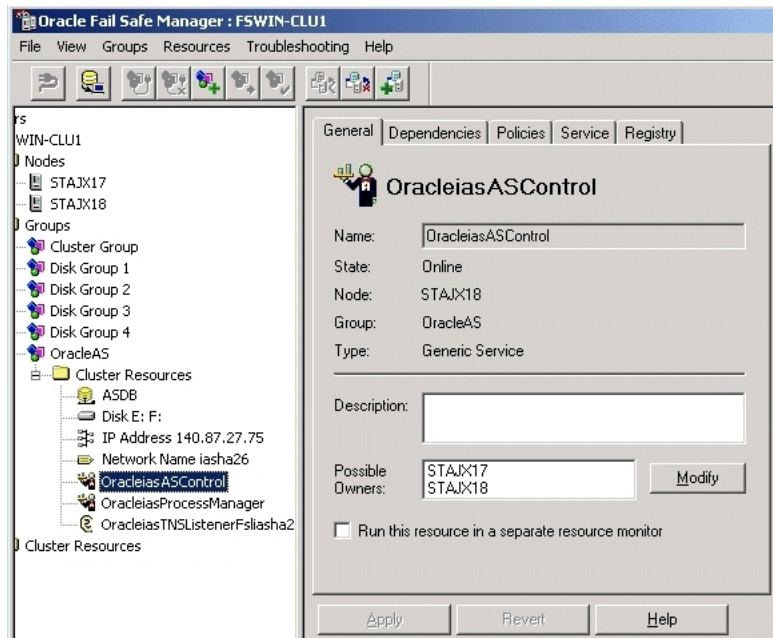 Oracle Fail Safe Manager : FSWIN-CLU1
File View Groups Resources Troubleshooting Help
rs
WIN-CLU1
Nodes
STAJX17
STAJX18
Groups
Cluster Group
Disk Group 1
Disk Group 2
Disk Group 3
Disk Group 4
OracleAS
Cluster Resources
ASDB
Disk E: F:
IP Address 140.87.27.75
Network Name iasha26
OracleiasASControl
OracleiasProcessManager
OracleiasTNSListenerFsliasha2
Cluster Resources
General Dependencies Policies Service Registry
OracleiasASControl
Name: OracleiasASControl
State: Online
Node: STAJX18
Group: OracleAS
Type: Generic Service
Description:
Possible Owners:
STAJX17
STAJX18
Modify
Run this resource in a separate resource monitor
Apply Revert Help